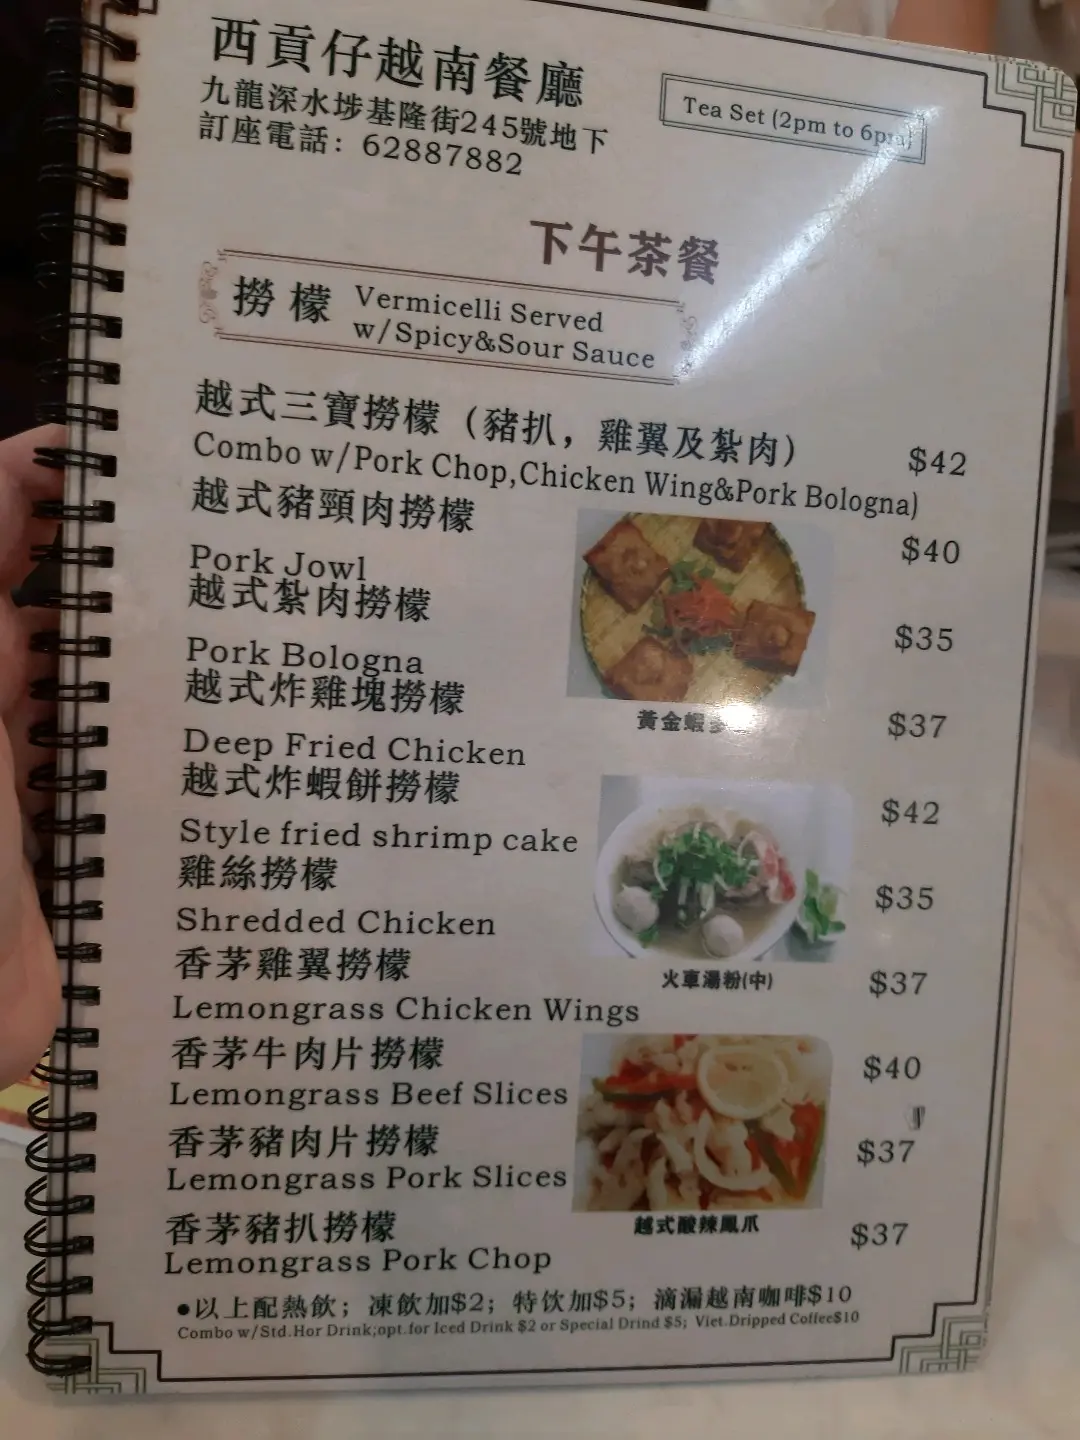 西貢仔越南餐廳
九龍深水埗基隆街245號地下
訂座電話：62887882
Tea Set (2pm to 6pm)
下午茶餐
撈檬 Vermicelli Served
w/Spicy&Sour Sauce
越式三寶撈檬（豬扒，雞翼及紮肉）
Combo w/Pork Chop,Chicken Wing&Pork Bologna) $42
越式豬頸肉撈檬
Pork Jowl $40
越式紮肉撈檬
Pork Bologna $35
越式炸雞塊撈檬
Deep Fried Chicken $37
黃金蝦多
越式炸蝦餅撈檬
Style fried shrimp cake $42
雞絲撈檬
Shredded Chicken $35
香茅雞翼撈檬
Lemongrass Chicken Wings $37
火車湯粉(中)
香茅牛肉片撈檬
Lemongrass Beef Slices $40
香茅豬肉片撈檬
Lemongrass Pork Slices $37
香茅豬扒撈檬
Lemongrass Pork Chop $37
越式酸辣鳳爪
●以上配熱飲；凍飲加$2；特饮加$5；滴漏越南咖啡$10
Combo w/Std.Hor Drink;opt.for Iced Drink $2 or Special Drind $5; Viet.Dripped Coffee$10